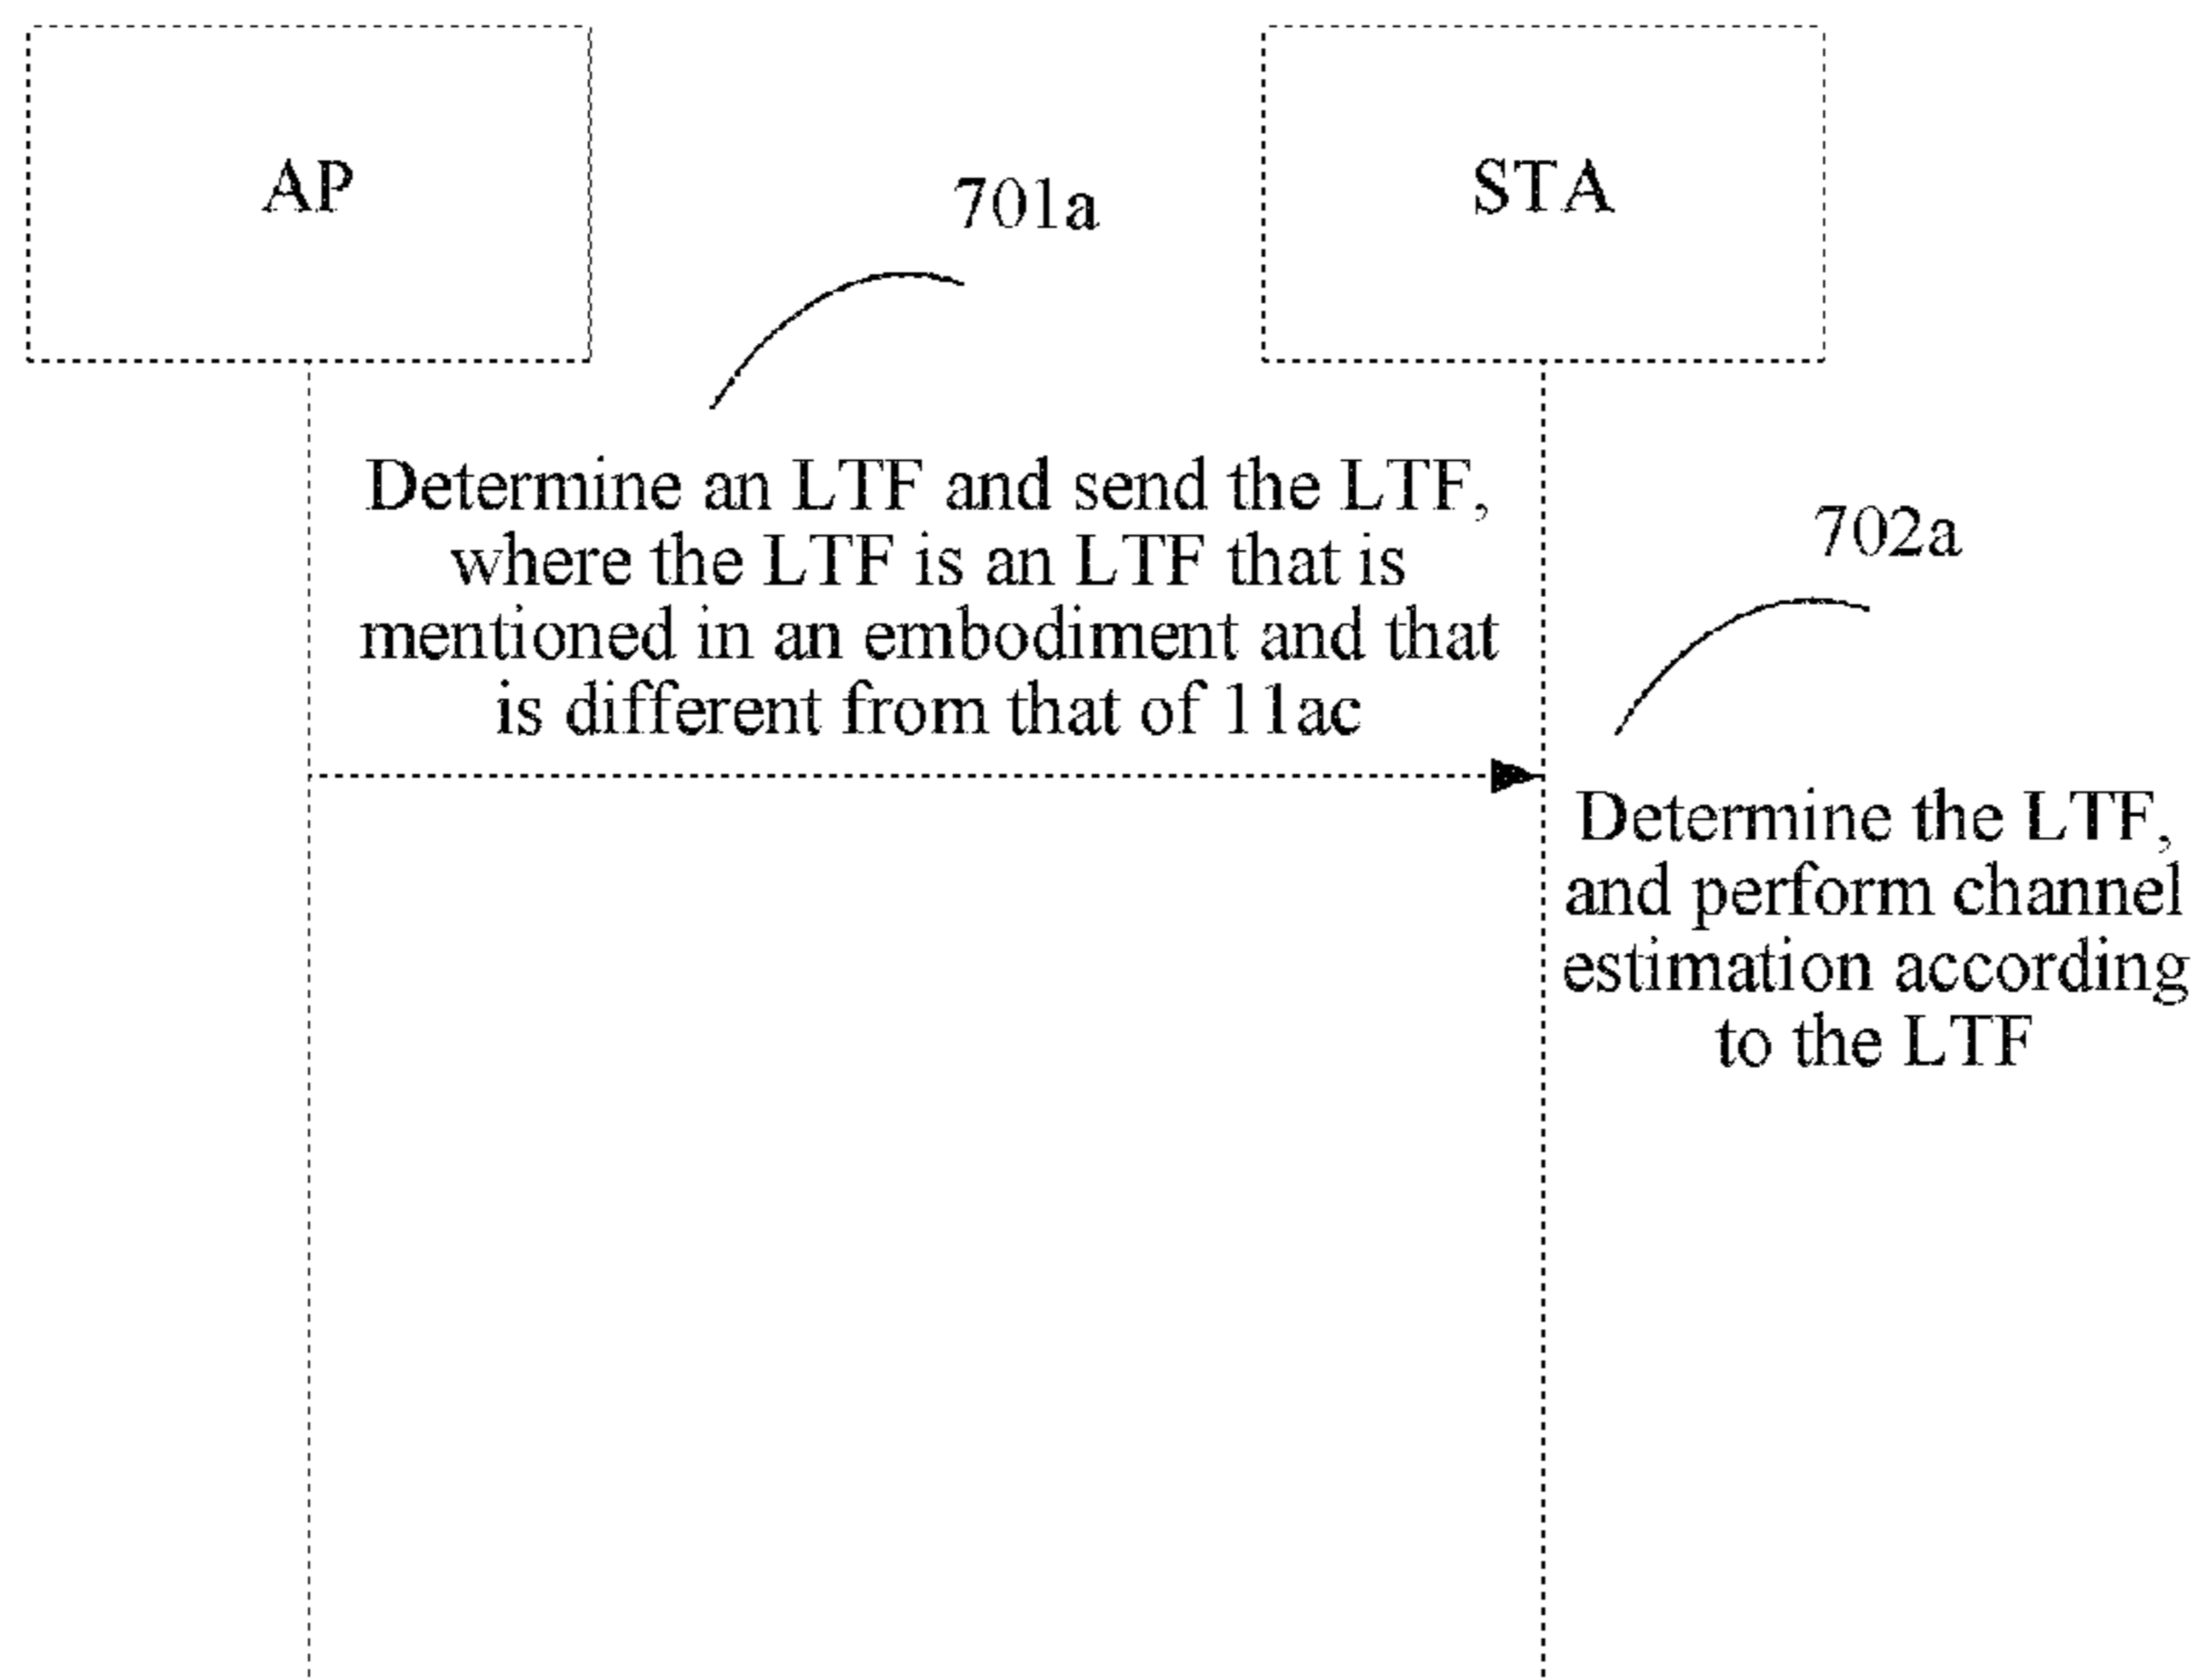 AP
STA
701a
Determine an LTF and send the LTF,
where the LTF is an LTF that is
mentioned in an embodiment and that
is different from that of 11ac
702a
Determine the LTF,
and perform channel
estimation according
to the LTF